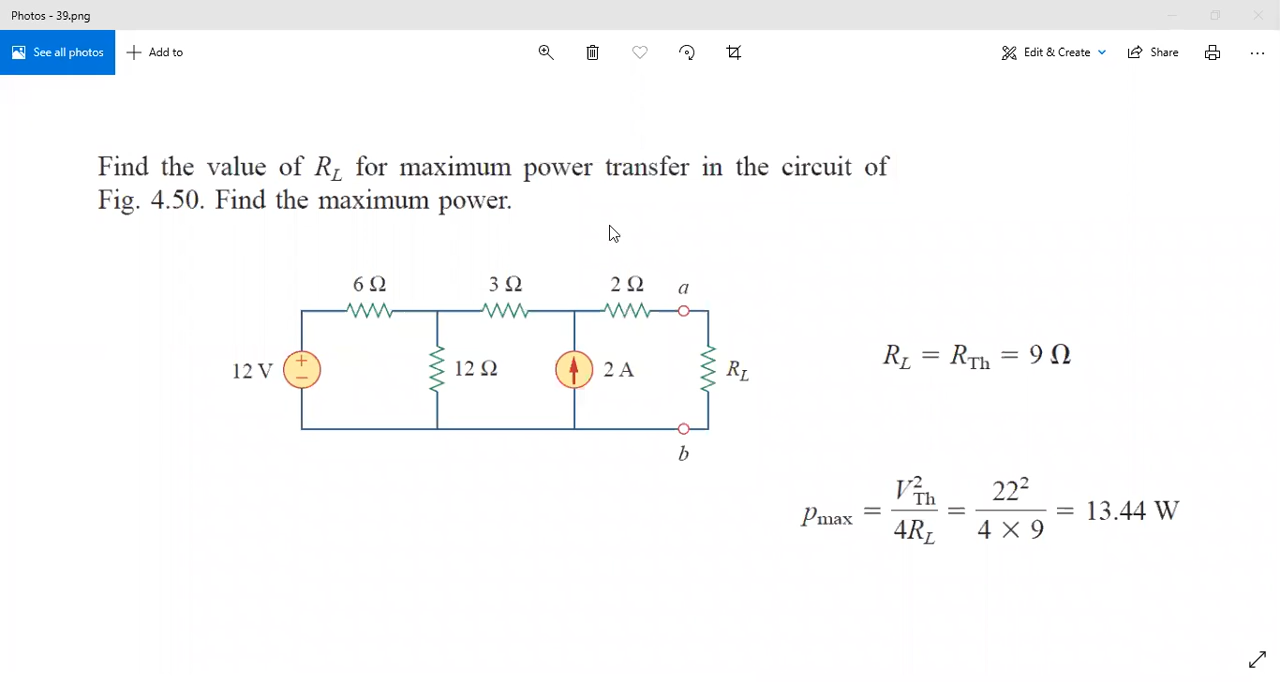 Photos - 39.png
See all photos
Add to
Edit & Create
Share
Find the value of R_L for maximum power transfer in the circuit of
Fig. 4.50. Find the maximum power.
6 Ω 3 Ω 2 Ω a
12 V + − 12 Ω 2 A R_L
b
R_L = R_Th = 9 Ω
p_max = V_Th^2 / 4R_L = 22^2 / 4 × 9 = 13.44 W